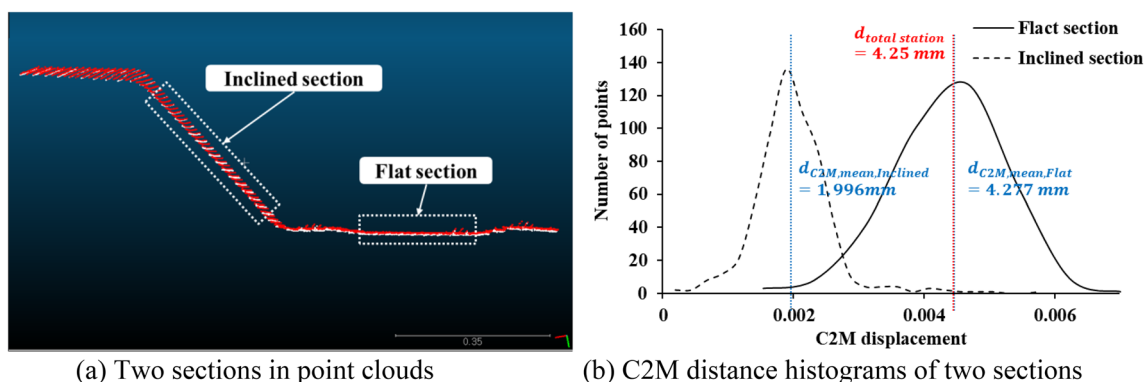 Inclined section
Flat section
0.35
(a) Two sections in point clouds
160
140
120
100
80
60
40
20
0
Number of points
0
0.002
0.004
0.006
C2M displacement
d_total station
= 4.25 mm
Flact section
Inclined section
d_C2M,mean,Inclined
= 1.996mm
d_C2M,mean,Flat
= 4.277 mm
(b) C2M distance histograms of two sections